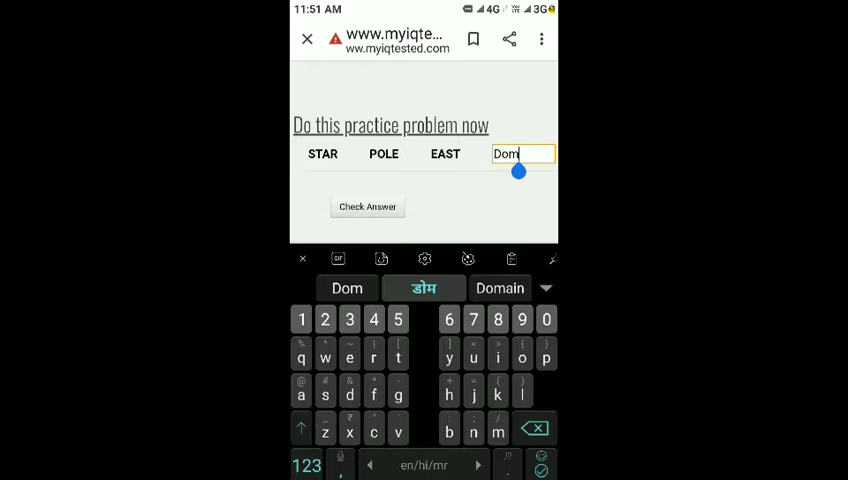 11:51 AM 4G 3G
www.myiqte...
ww.myiqtested.com
Do this practice problem now
STAR POLE EAST Dom
Check Answer
GIF
Dom डोम Domain
1 2 3 4 5 6 7 8 9 0
% ^ ~ | [ ] < > { }
q w e r t y u i o p
@ # & * - + = ( )
a s d f g h j k l
_ ₹ " ' : ; /
z x c v b n m
!?
123 , en/hi/mr .